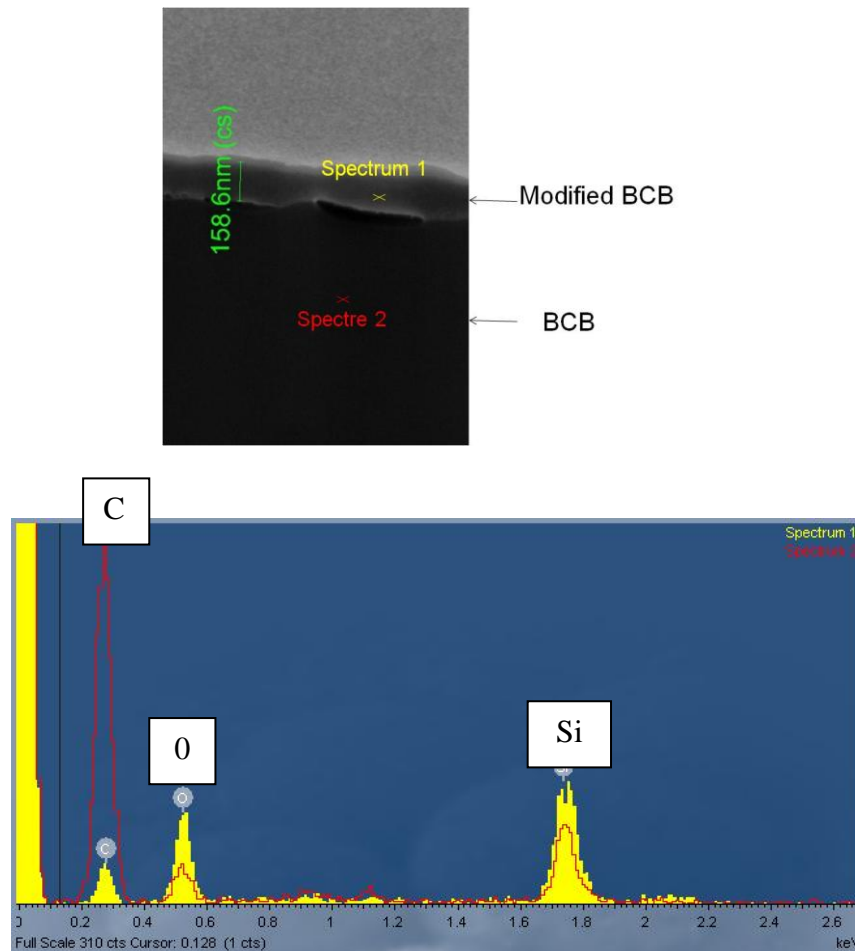 158.6nm (cs)
Spectrum 1
Modified BCB
Spectre 2
BCB
C
0
Si
Spectrum 1
C
O
0.2 0.4 0.6 0.8 1 1.2 1.4 1.6 1.8 2 2.2 2.4 2.6
Full Scale 310 cts Cursor: 0.128 (1 cts)
keV